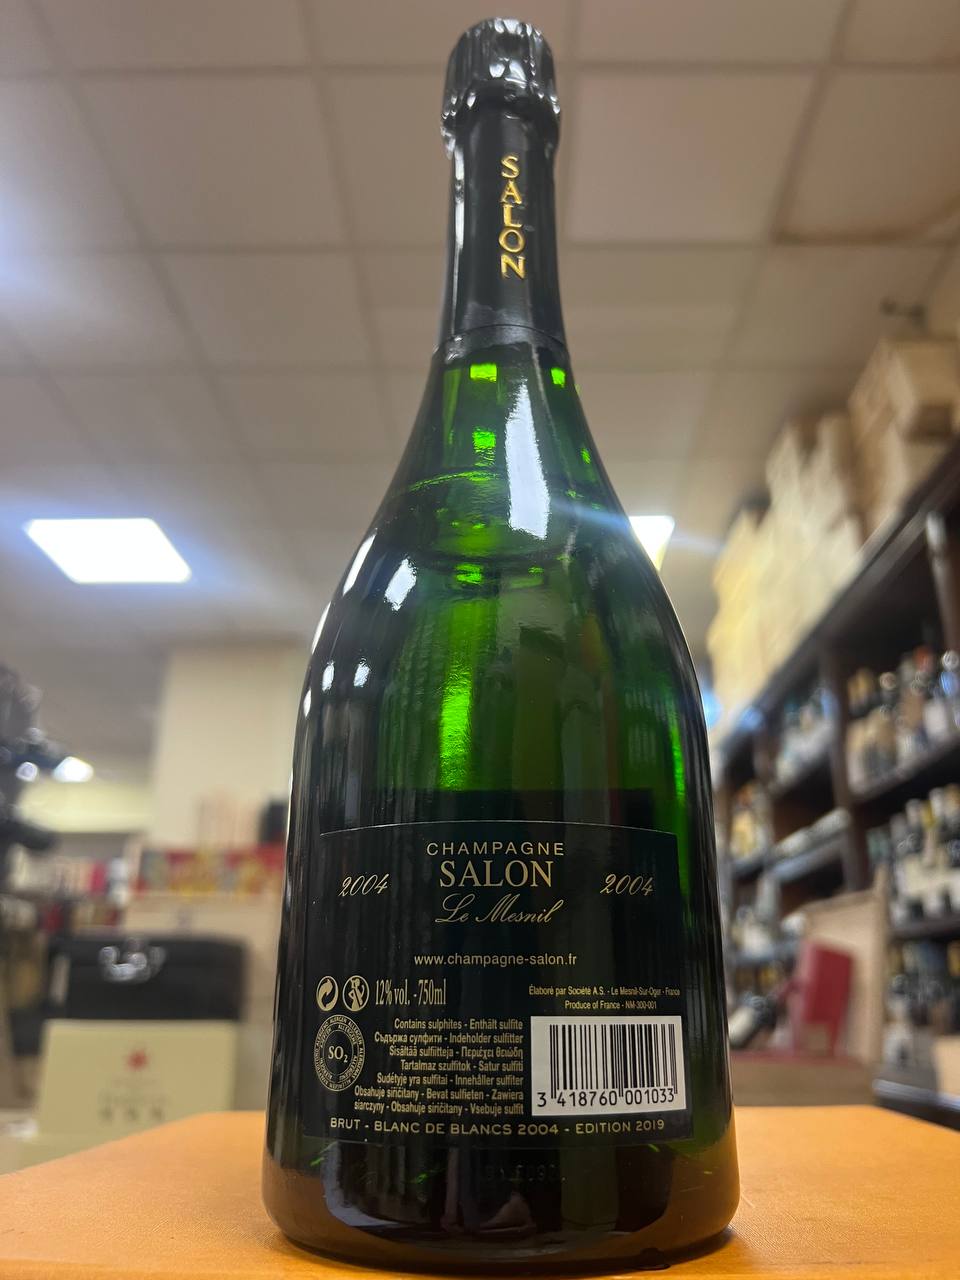 SALON
CHAMPAGNE
2004 SALON 2004
Le Mesnil
www.champagne-salon.fr
12% vol. - 750ml
Élaboré par Société A.S. - Le Mesnil-Sur-Oger - France
Produce of France - NM-300-001
Contains sulphites - Enthält sulfite
Съдържа сулфити - Indeholder sulfitter
Sisältää sulfiitteja - Περιέχει θειώδη
Tartalmaz szulfitok - Satur sulfīti
Sudėtyje yra sulfitai - Innehåller sulfiter
Obsahuje siričitany - Bevat sulfieten - Zawiera
siarczyny - Obsahuje siričitany - Vsebuje sulfit
SO2
3 418760 001033
BRUT - BLANC DE BLANCS 2004 - EDITION 2019